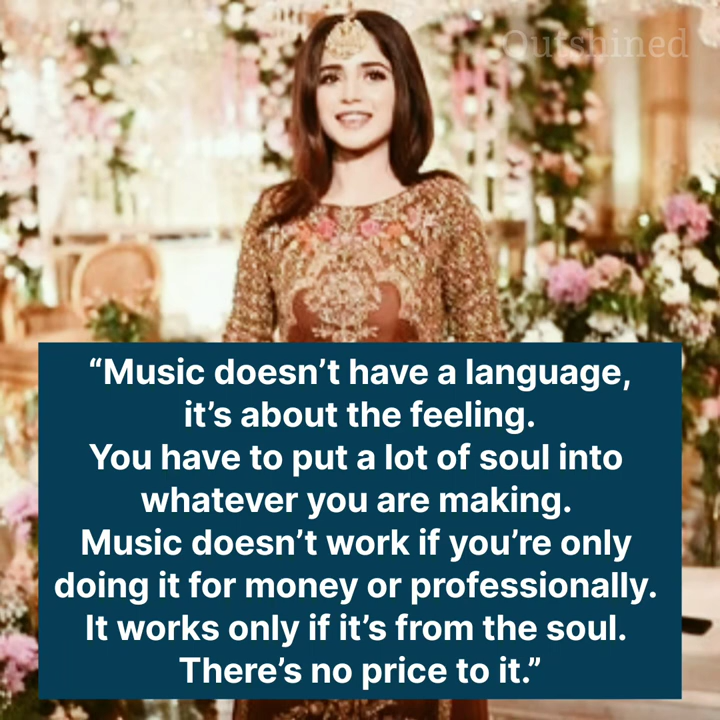 Outshined
“Music doesn’t have a language,
it’s about the feeling.
You have to put a lot of soul into
whatever you are making.
Music doesn’t work if you’re only
doing it for money or professionally.
It works only if it’s from the soul.
There’s no price to it.”